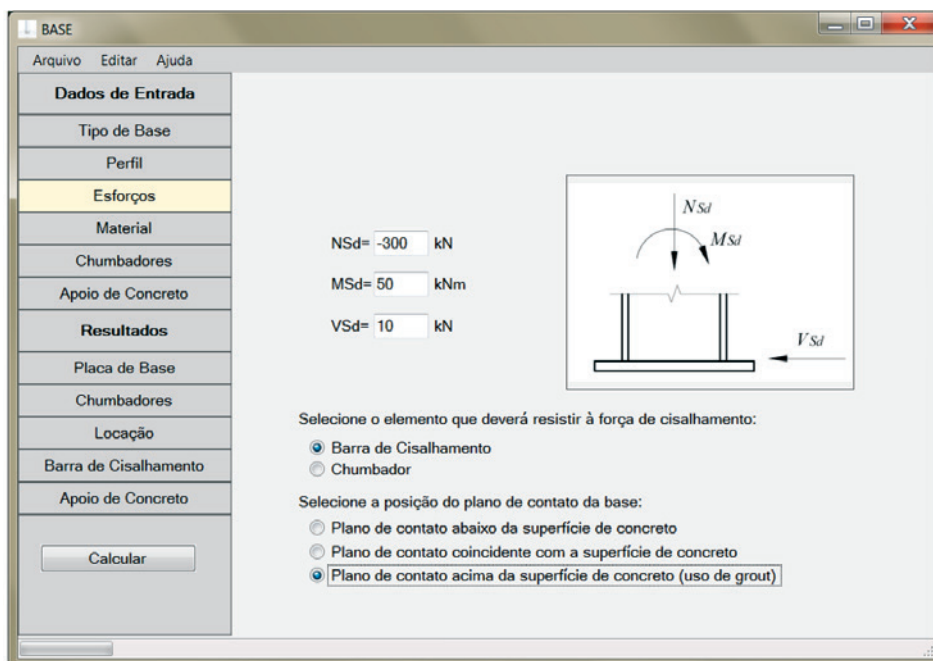 BASE
Arquivo Editar Ajuda
Dados de Entrada
Tipo de Base
Perfil
Esforços
Material
Chumbadores
Apoio de Concreto
Resultados
Placa de Base
Chumbadores
Locação
Barra de Cisalhamento
Apoio de Concreto
Calcular
NSd= -300 kN
MSd= 50 kNm
VSd= 10 kN
NSd
MSd
VSd
Selecione o elemento que deverá resistir à força de cisalhamento:
Barra de Cisalhamento
Chumbador
Selecione a posição do plano de contato da base:
Plano de contato abaixo da superfície de concreto
Plano de contato coincidente com a superfície de concreto
Plano de contato acima da superfície de concreto (uso de grout)